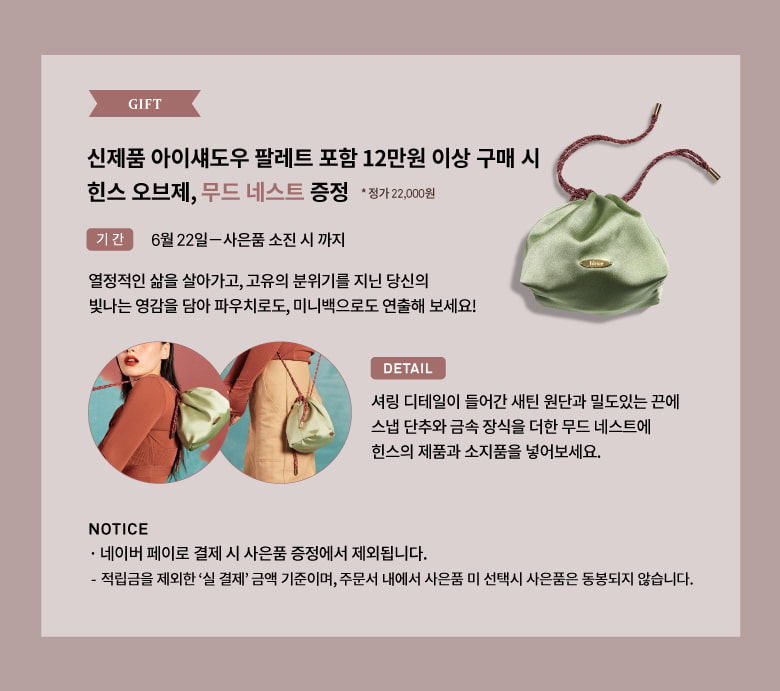 GIFT
신제품 아이섀도우 팔레트 포함 12만원 이상 구매 시
힌스 오브제, 무드 네스트 증정 * 정가 22,000원
기 간 6월 22일 – 사은품 소진 시 까지
열정적인 삶을 살아가고, 고유의 분위기를 지닌 당신의
빛나는 영감을 담아 파우치로도, 미니백으로도 연출해 보세요!
hince
DETAIL
셔링 디테일이 들어간 새틴 원단과 밀도있는 끈에
스냅 단추와 금속 장식을 더한 무드 네스트에
힌스의 제품과 소지품을 넣어보세요.
NOTICE
· 네이버 페이로 결제 시 사은품 증정에서 제외됩니다.
- 적립금을 제외한 ‘실 결제’ 금액 기준이며, 주문서 내에서 사은품 미 선택시 사은품은 동봉되지 않습니다.